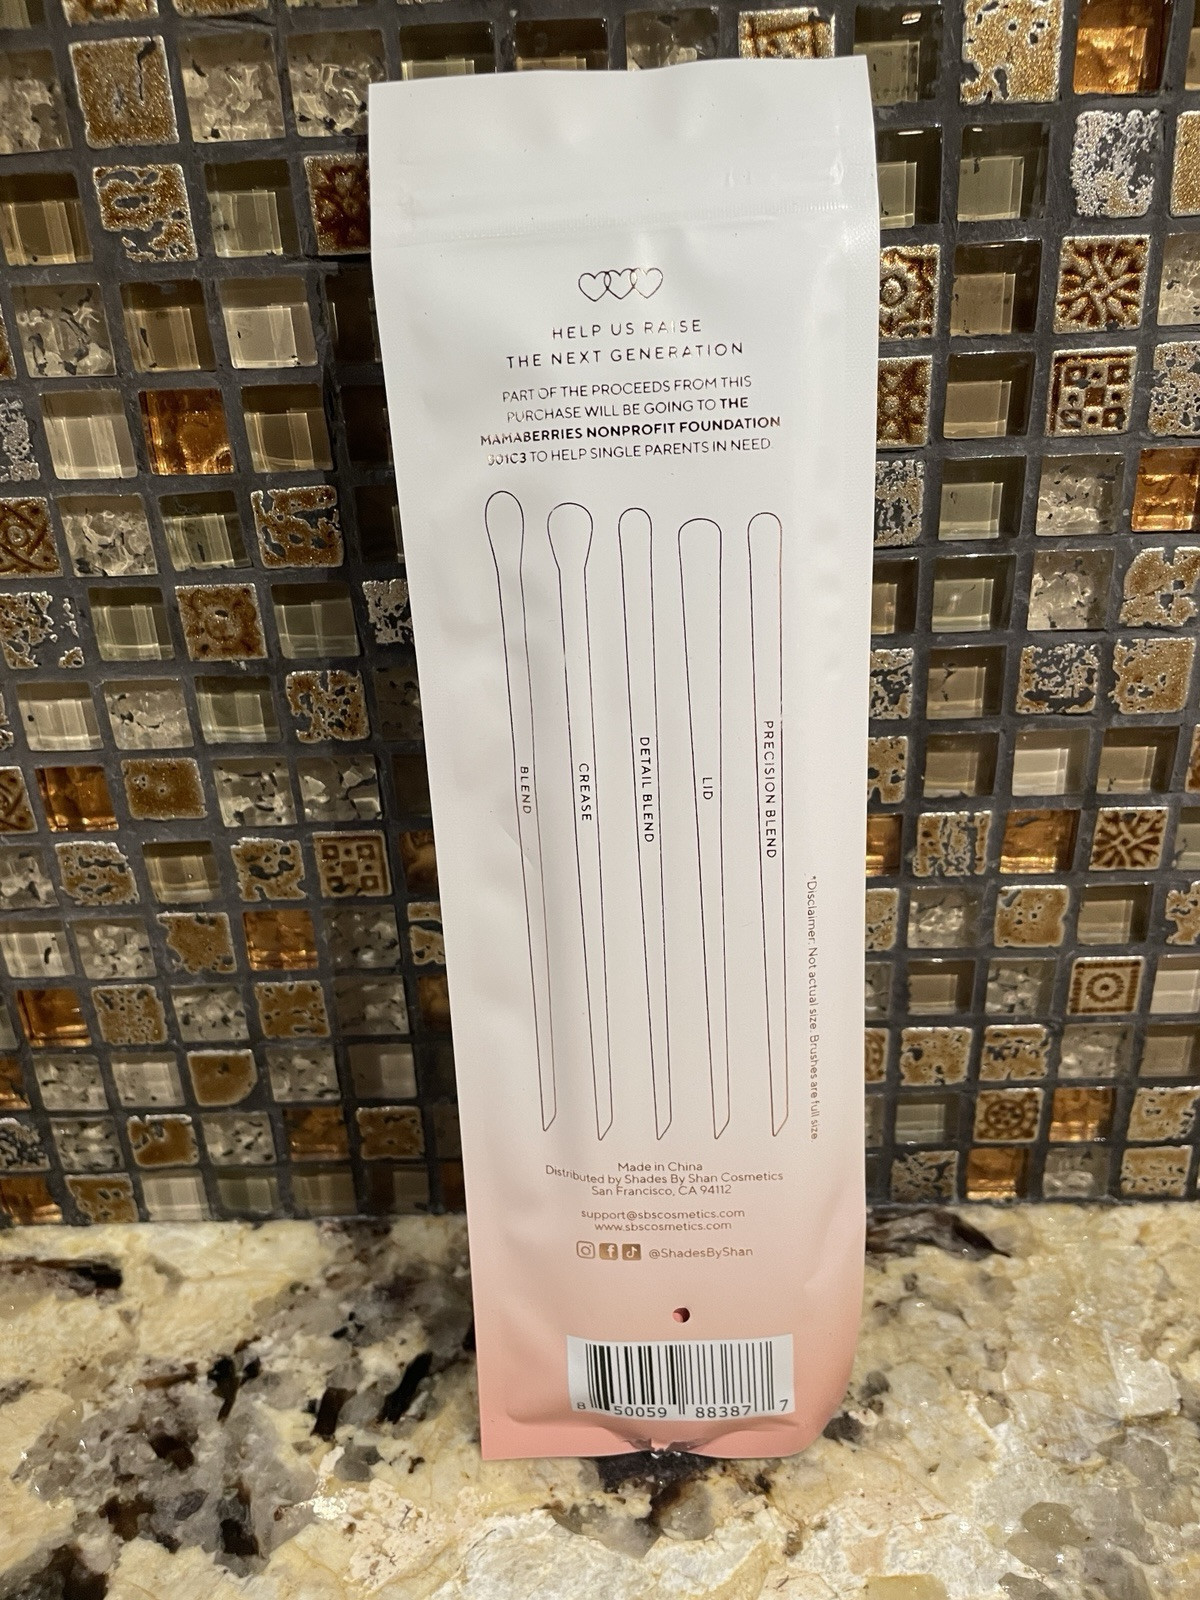 HELP US RAISE
THE NEXT GENERATION
PART OF THE PROCEEDS FROM THIS
PURCHASE WILL BE GOING TO THE
MAMABERRIES NONPROFIT FOUNDATION
501C3 TO HELP SINGLE PARENTS IN NEED.
BLEND
CREASE
DETAIL BLEND
LID
PRECISION BLEND
*Disclaimer: Not actual size. Brushes are full size.
Made in China
Distributed by Shades By Shan Cosmetics
San Francisco, CA 94112
support@sbscosmetics.com
www.sbscosmetics.com
@ShadesByShan
8 50059 88387 7